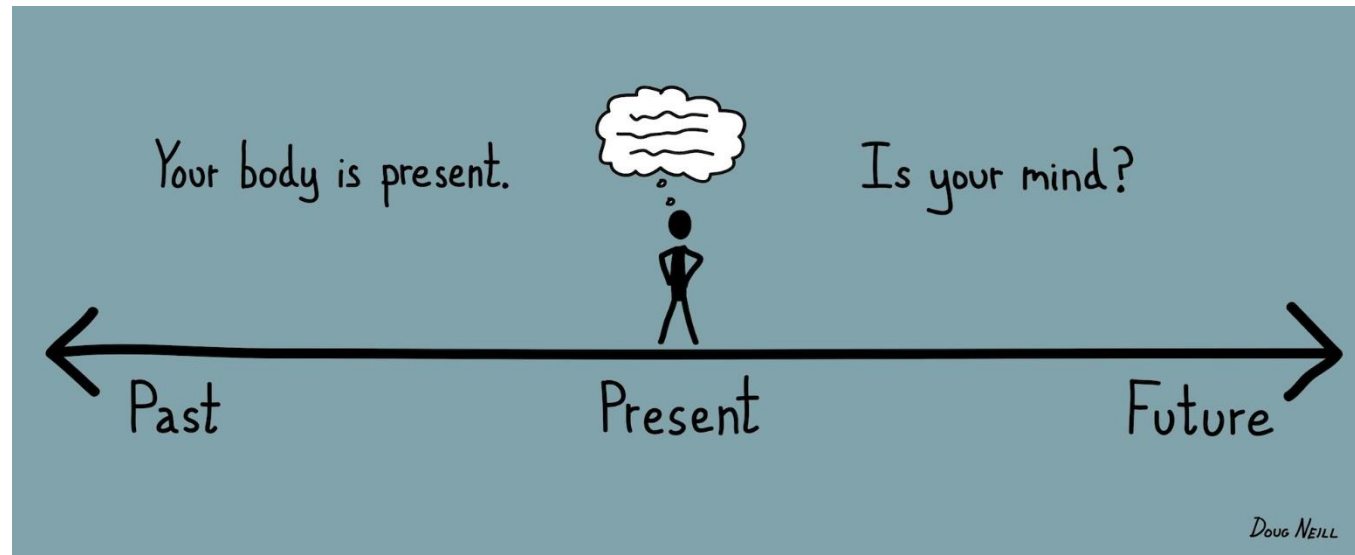 Your body is present.
Is your mind?
Past
Present
Future
Doug Neill